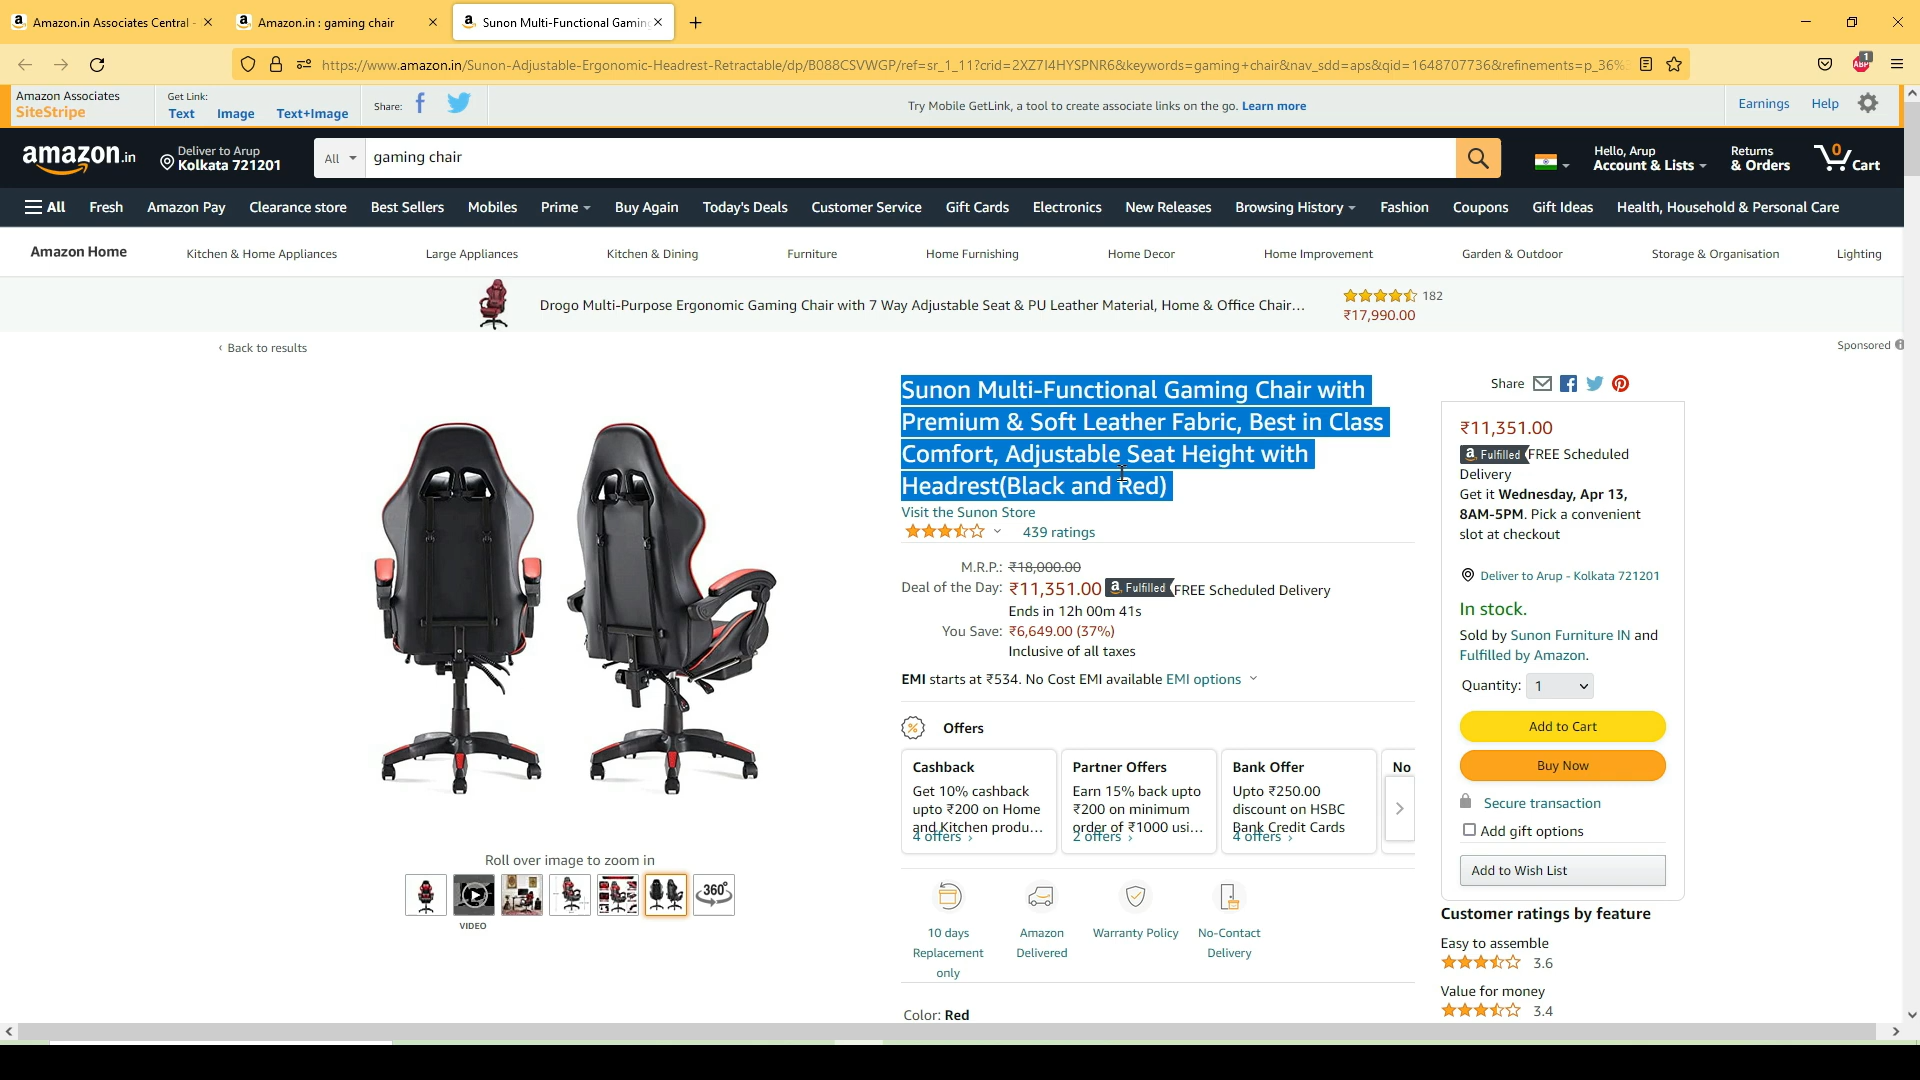 Amazon.in Associates Central -
Amazon.in : gaming chair
Sunon Multi-Functional Gaming
https://www.amazon.in/Sunon-Adjustable-Ergonomic-Headrest-Retractable/dp/B088CSVWGP/ref=sr_1_11?crid=2XZ7I4HYSPNR6&keywords=gaming+chair&nav_sdd=aps&qid=1648707736&refinements=p_36%
ABP
1
Amazon Associates
SiteStripe
Get Link:
Text Image Text+Image
Share:
Try Mobile GetLink, a tool to create associate links on the go. Learn more
Earnings Help
amazon.in
Deliver to Arup
Kolkata 721201
All
gaming chair
Hello, Arup
Account & Lists
Returns
& Orders
0
Cart
All Fresh Amazon Pay Clearance store Best Sellers Mobiles Prime Buy Again Today's Deals Customer Service Gift Cards Electronics New Releases Browsing History Fashion Coupons Gift Ideas Health, Household & Personal Care
Amazon Home Kitchen & Home Appliances Large Appliances Kitchen & Dining Furniture Home Furnishing Home Decor Home Improvement Garden & Outdoor Storage & Organisation Lighting
Drogo Multi-Purpose Ergonomic Gaming Chair with 7 Way Adjustable Seat & PU Leather Material, Home & Office Chair...
182
₹17,990.00
‹ Back to results
Sponsored
Sunon Multi-Functional Gaming Chair with
Premium & Soft Leather Fabric, Best in Class
Comfort, Adjustable Seat Height with
Headrest(Black and Red)
Visit the Sunon Store
439 ratings
M.R.P.: ₹18,000.00
Deal of the Day: ₹11,351.00 a Fulfilled FREE Scheduled Delivery
Ends in 12h 00m 41s
You Save: ₹6,649.00 (37%)
Inclusive of all taxes
EMI starts at ₹534. No Cost EMI available EMI options
Offers
Cashback
Get 10% cashback
upto ₹200 on Home
and Kitchen produ...
4 offers ›
Partner Offers
Earn 15% back upto
₹200 on minimum
order of ₹1000 usi...
2 offers ›
Bank Offer
Upto ₹250.00
discount on HSBC
Bank Credit Cards
4 offers ›
No
Roll over image to zoom in
360°
VIDEO
10 days
Replacement
only
Amazon
Delivered
Warranty Policy
No-Contact
Delivery
Color: Red
Share
₹11,351.00
a Fulfilled FREE Scheduled
Delivery
Get it Wednesday, Apr 13,
8AM-5PM. Pick a convenient
slot at checkout
Deliver to Arup - Kolkata 721201
In stock.
Sold by Sunon Furniture IN and
Fulfilled by Amazon.
Quantity: 1
Add to Cart
Buy Now
Secure transaction
Add gift options
Add to Wish List
Customer ratings by feature
Easy to assemble
3.6
Value for money
3.4